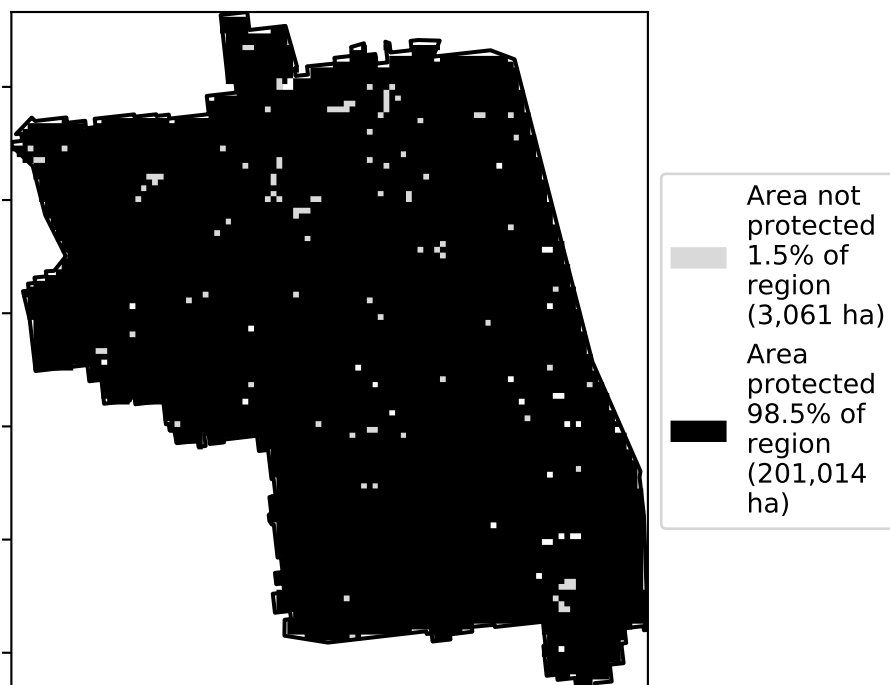 Area not
protected
1.5% of
region
(3,061 ha)
Area
protected
98.5% of
region
(201,014
ha)